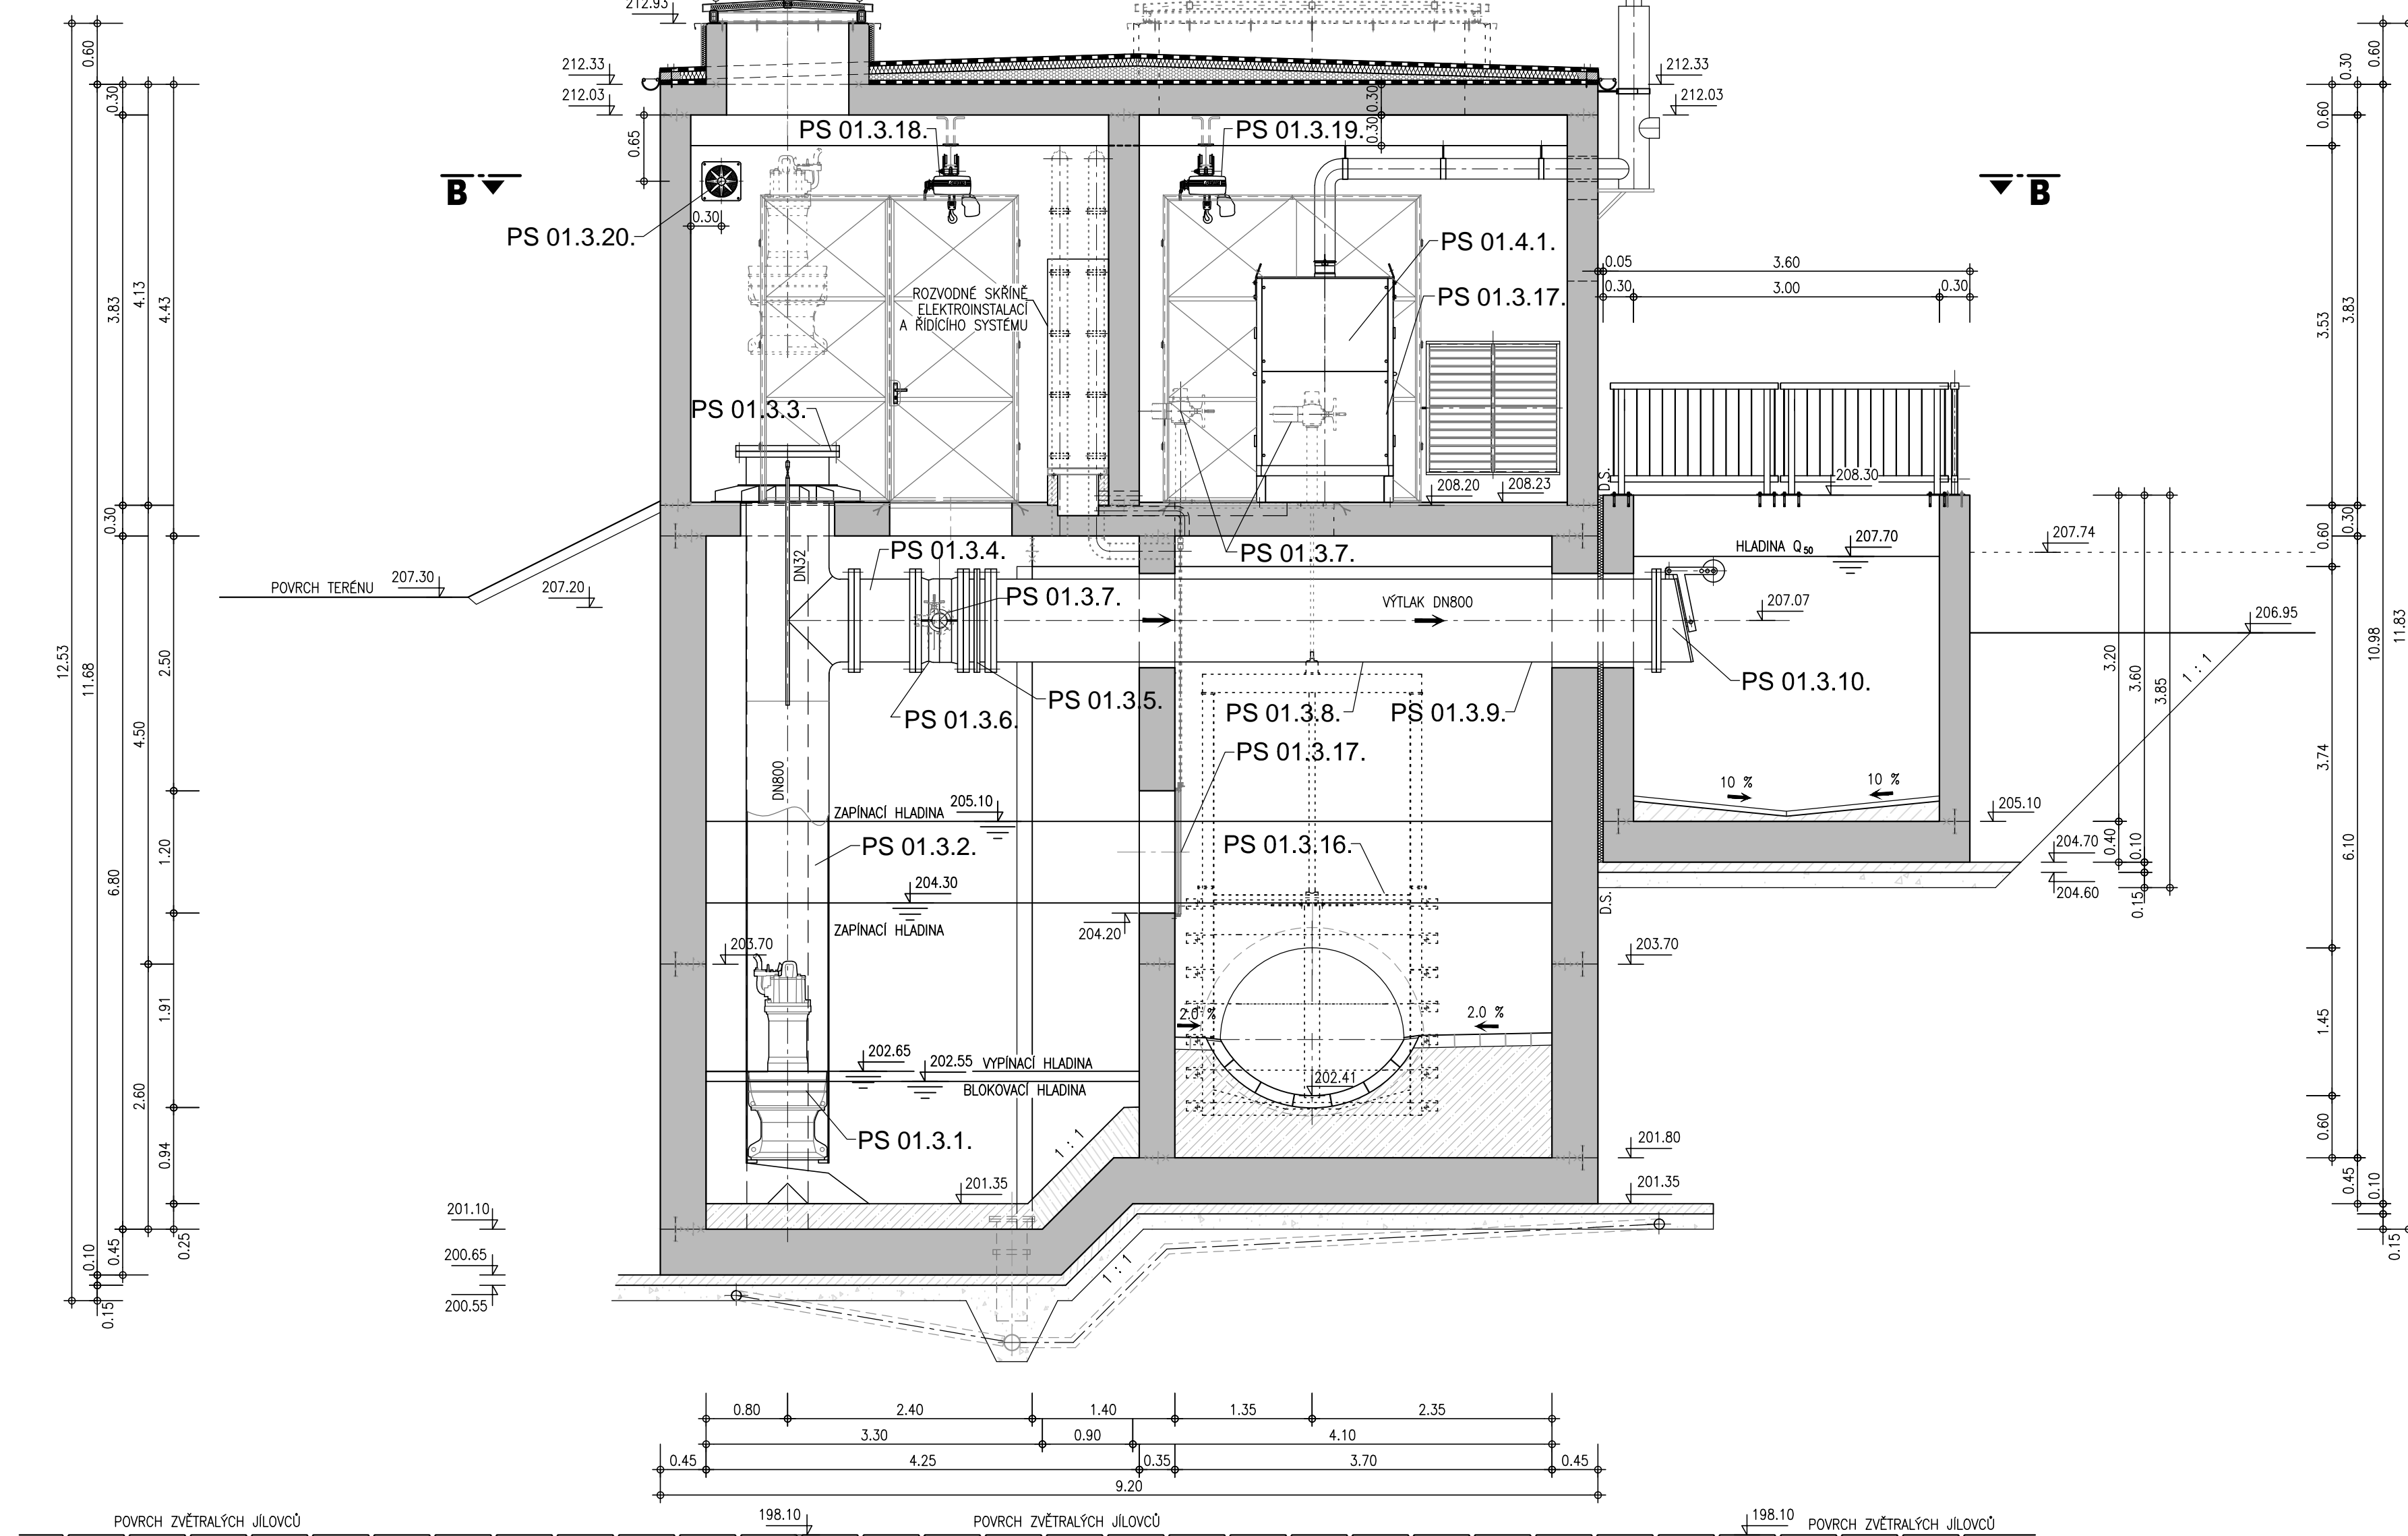 212.93
212.33
212.03
212.33
212.03
0.60
0.30
3.83
4.13
4.43
12.53
11.68
0.30
2.50
4.50
6.80
1.20
1.91
2.60
0.94
0.10
0.45
0.25
0.15
0.65
0.30
0.30
0.30
B
B
PS 01.3.18.
PS 01.3.19.
PS 01.3.20.
PS 01.4.1.
PS 01.3.17.
ROZVODNÉ SKŘÍNĚ
ELEKTROINSTALACÍ
A ŘÍDÍCÍHO SYSTÉMU
PS 01.3.3.
0.05
3.60
0.30
3.00
0.30
208.20
208.23
D.S.
208.30
PS 01.3.4.
DN32
PS 01.3.7.
PS 01.3.7.
HLADINA Q50
207.70
207.74
POVRCH TERÉNU
207.30
207.20
VÝTLAK DN800
207.07
206.95
PS 01.3.5.
PS 01.3.6.
PS 01.3.8.
PS 01.3.9.
PS 01.3.10.
PS 01.3.17.
1 : 1
DN800
10 %
10 %
ZAPÍNACÍ HLADINA
205.10
205.10
PS 01.3.2.
PS 01.3.16.
204.70
204.60
204.30
ZAPÍNACÍ HLADINA
204.20
D.S.
203.70
203.70
2.0 %
2.0 %
202.65
202.55
VYPÍNACÍ HLADINA
BLOKOVACÍ HLADINA
202.41
PS 01.3.1.
1 : 1
201.80
201.35
201.35
201.10
200.65
200.55
1 : 1
3.20
3.60
3.85
0.40
0.10
0.15
0.30
0.60
0.60
3.53
3.83
0.60
0.30
3.74
6.10
10.98
11.83
1.45
0.60
0.45
0.10
0.15
0.80
2.40
1.40
1.35
2.35
3.30
0.90
4.10
0.45
4.25
0.35
3.70
0.45
9.20
POVRCH ZVĚTRALÝCH JÍLOVCŮ
198.10
POVRCH ZVĚTRALÝCH JÍLOVCŮ
198.10
POVRCH ZVĚTRALÝCH JÍLOVCŮ